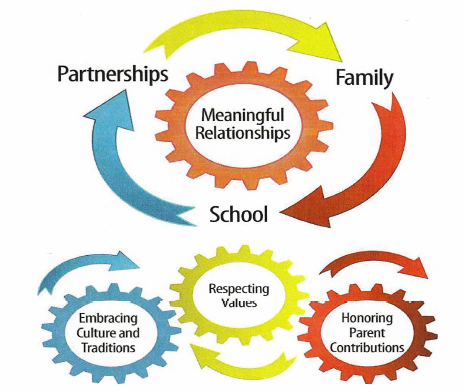 Partnerships
Family
Meaningful
Relationships
School
Embracing
Culture and
Traditions
Respecting
Values
Honoring
Parent
Contributions